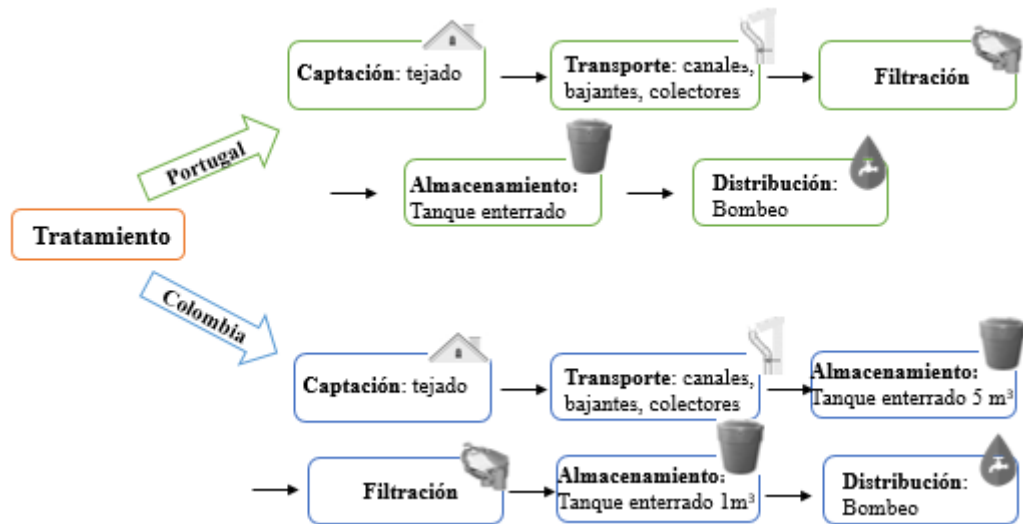 Captación: tejado
Transporte: canales,
bajantes, colectores
Filtración
Portugal
Almacenamiento:
Tanque enterrado
Distribución:
Bombeo
Tratamiento
Colombia
Captación: tejado
Transporte: canales,
bajantes, colectores
Almacenamiento:
Tanque enterrado 5 m³
Filtración
Almacenamiento:
Tanque enterrado 1m³
Distribución:
Bombeo